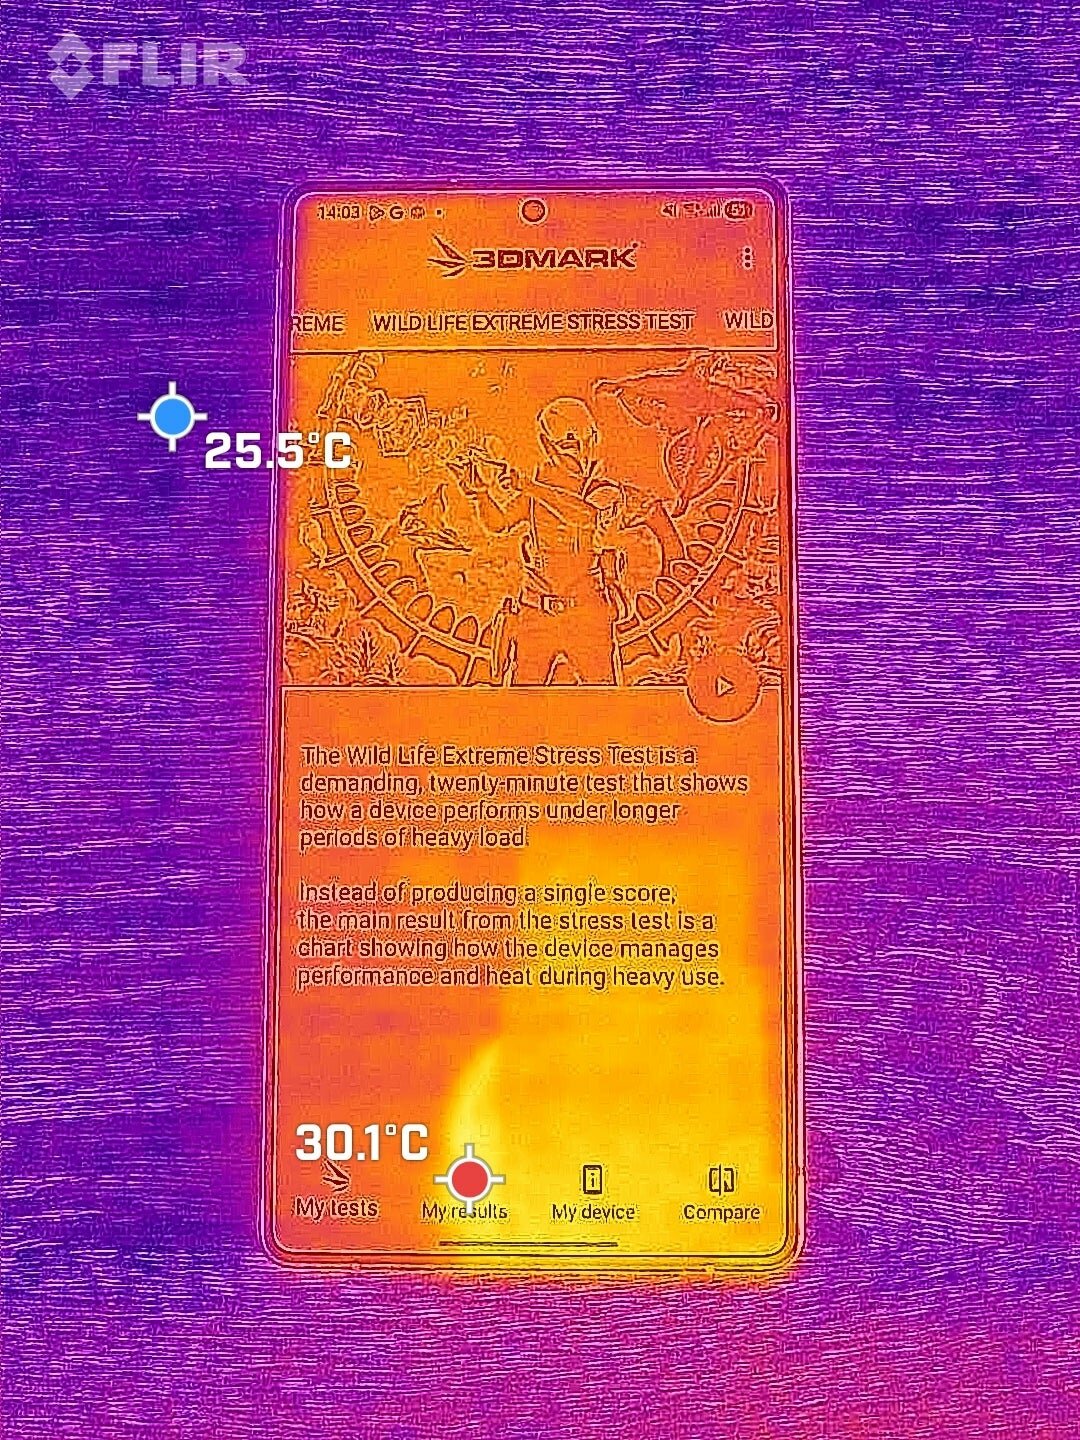 FLIR
14:03 G
3DMARK
REME WILD LIFE EXTREME STRESS TEST WILD
25.5°C
The Wild Life Extreme Stress Test is a
demanding, twenty-minute test that shows
how a device performs under longer
periods of heavy load.
Instead of producing a single score,
the main result from the stress test is a
chart showing how the device manages
performance and heat during heavy use.
30.1°C
My tests My results My device Compare